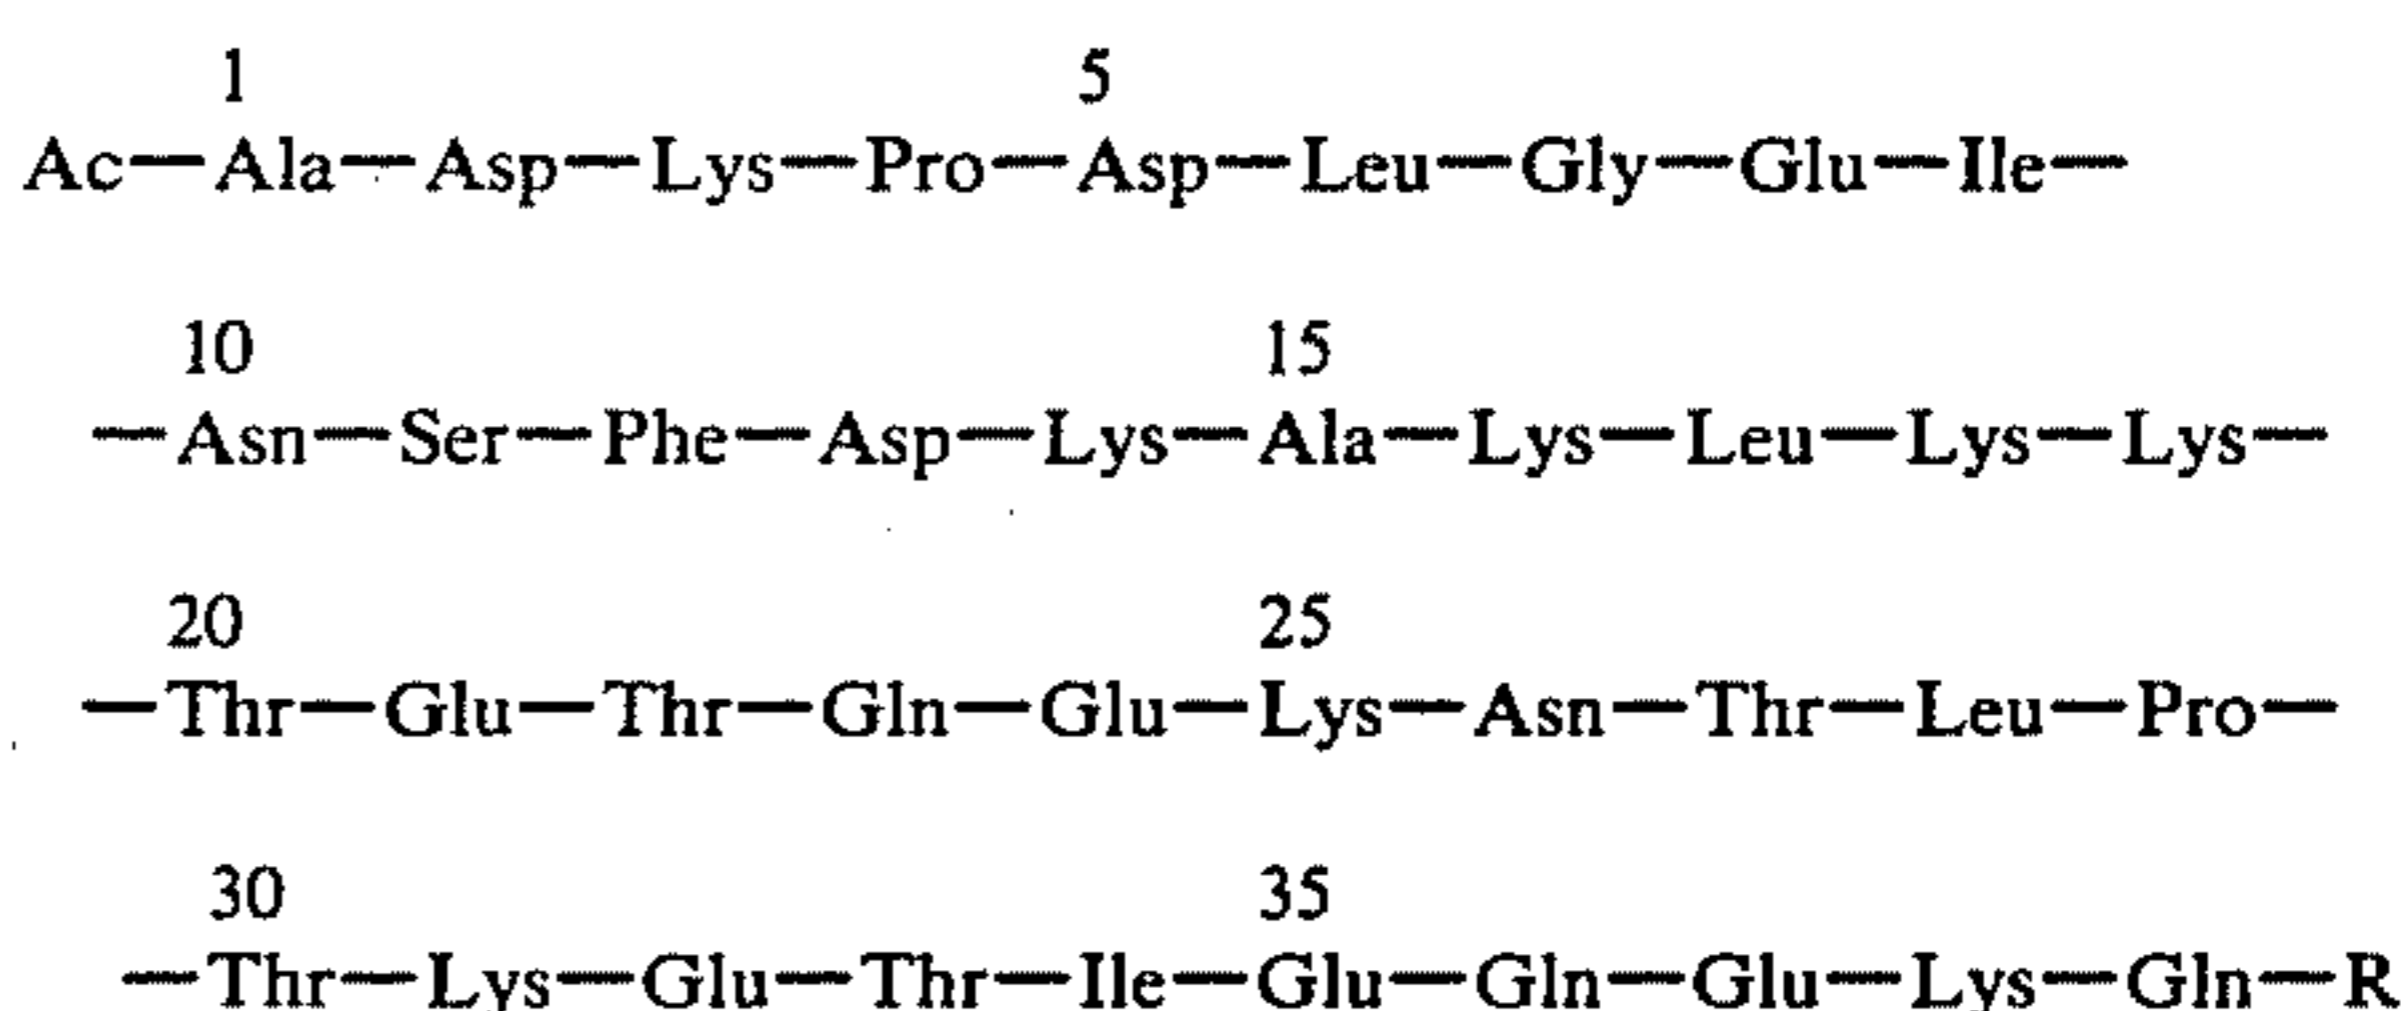 1 5
Ac—Ala—Asp—Lys—Pro—Asp—Leu—Gly—Glu—Ile—
10 15
—Asn—Ser—Phe—Asp—Lys—Ala—Lys—Leu—Lys—Lys—
20 25
—Thr—Glu—Thr—Gln—Glu—Lys—Asn—Thr—Leu—Pro—
30 35
—Thr—Lys—Glu—Thr—Ile—Glu—Gln—Glu—Lys—Gln—R